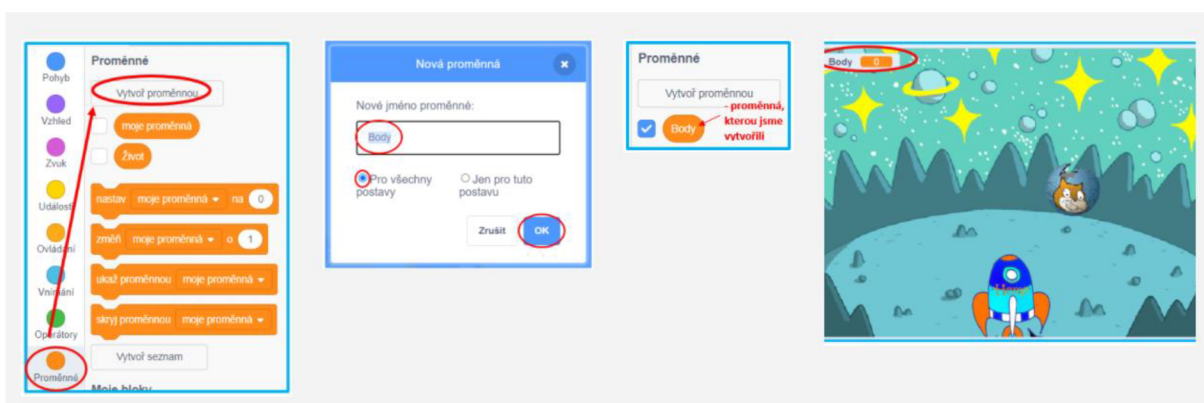 Pohyb
Vzhled
Zvuk
Události
Ovládání
Vnímání
Operátory
Proměnné
Proměnné
Vytvoř proměnnou
moje proměnná
Život
nastav moje proměnná na 0
změň moje proměnná o 1
ukaž proměnnou moje proměnná
skryj proměnnou moje proměnná
Vytvoř seznam
Moje bloky
Nová proměnná
Nové jméno proměnné:
Body
Pro všechny postavy
Jen pro tuto postavu
Zrušit
OK
Proměnné
Vytvoř proměnnou
Body
- proměnná,
kterou jsme
vytvořili
Body 0